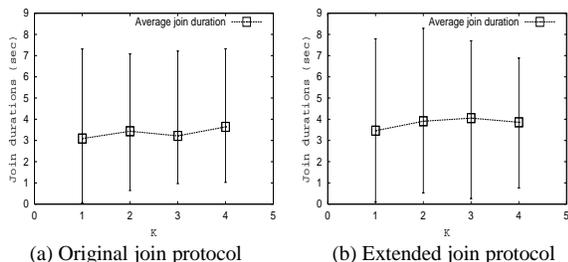 Average join duration
Join durations (sec)
9
8
7
6
5
4
3
2
1
0
0 1 2 3 4 5
K
(a) Original join protocol
Average join duration
Join durations (sec)
9
8
7
6
5
4
3
2
1
0
0 1 2 3 4 5
K
(b) Extended join protocol